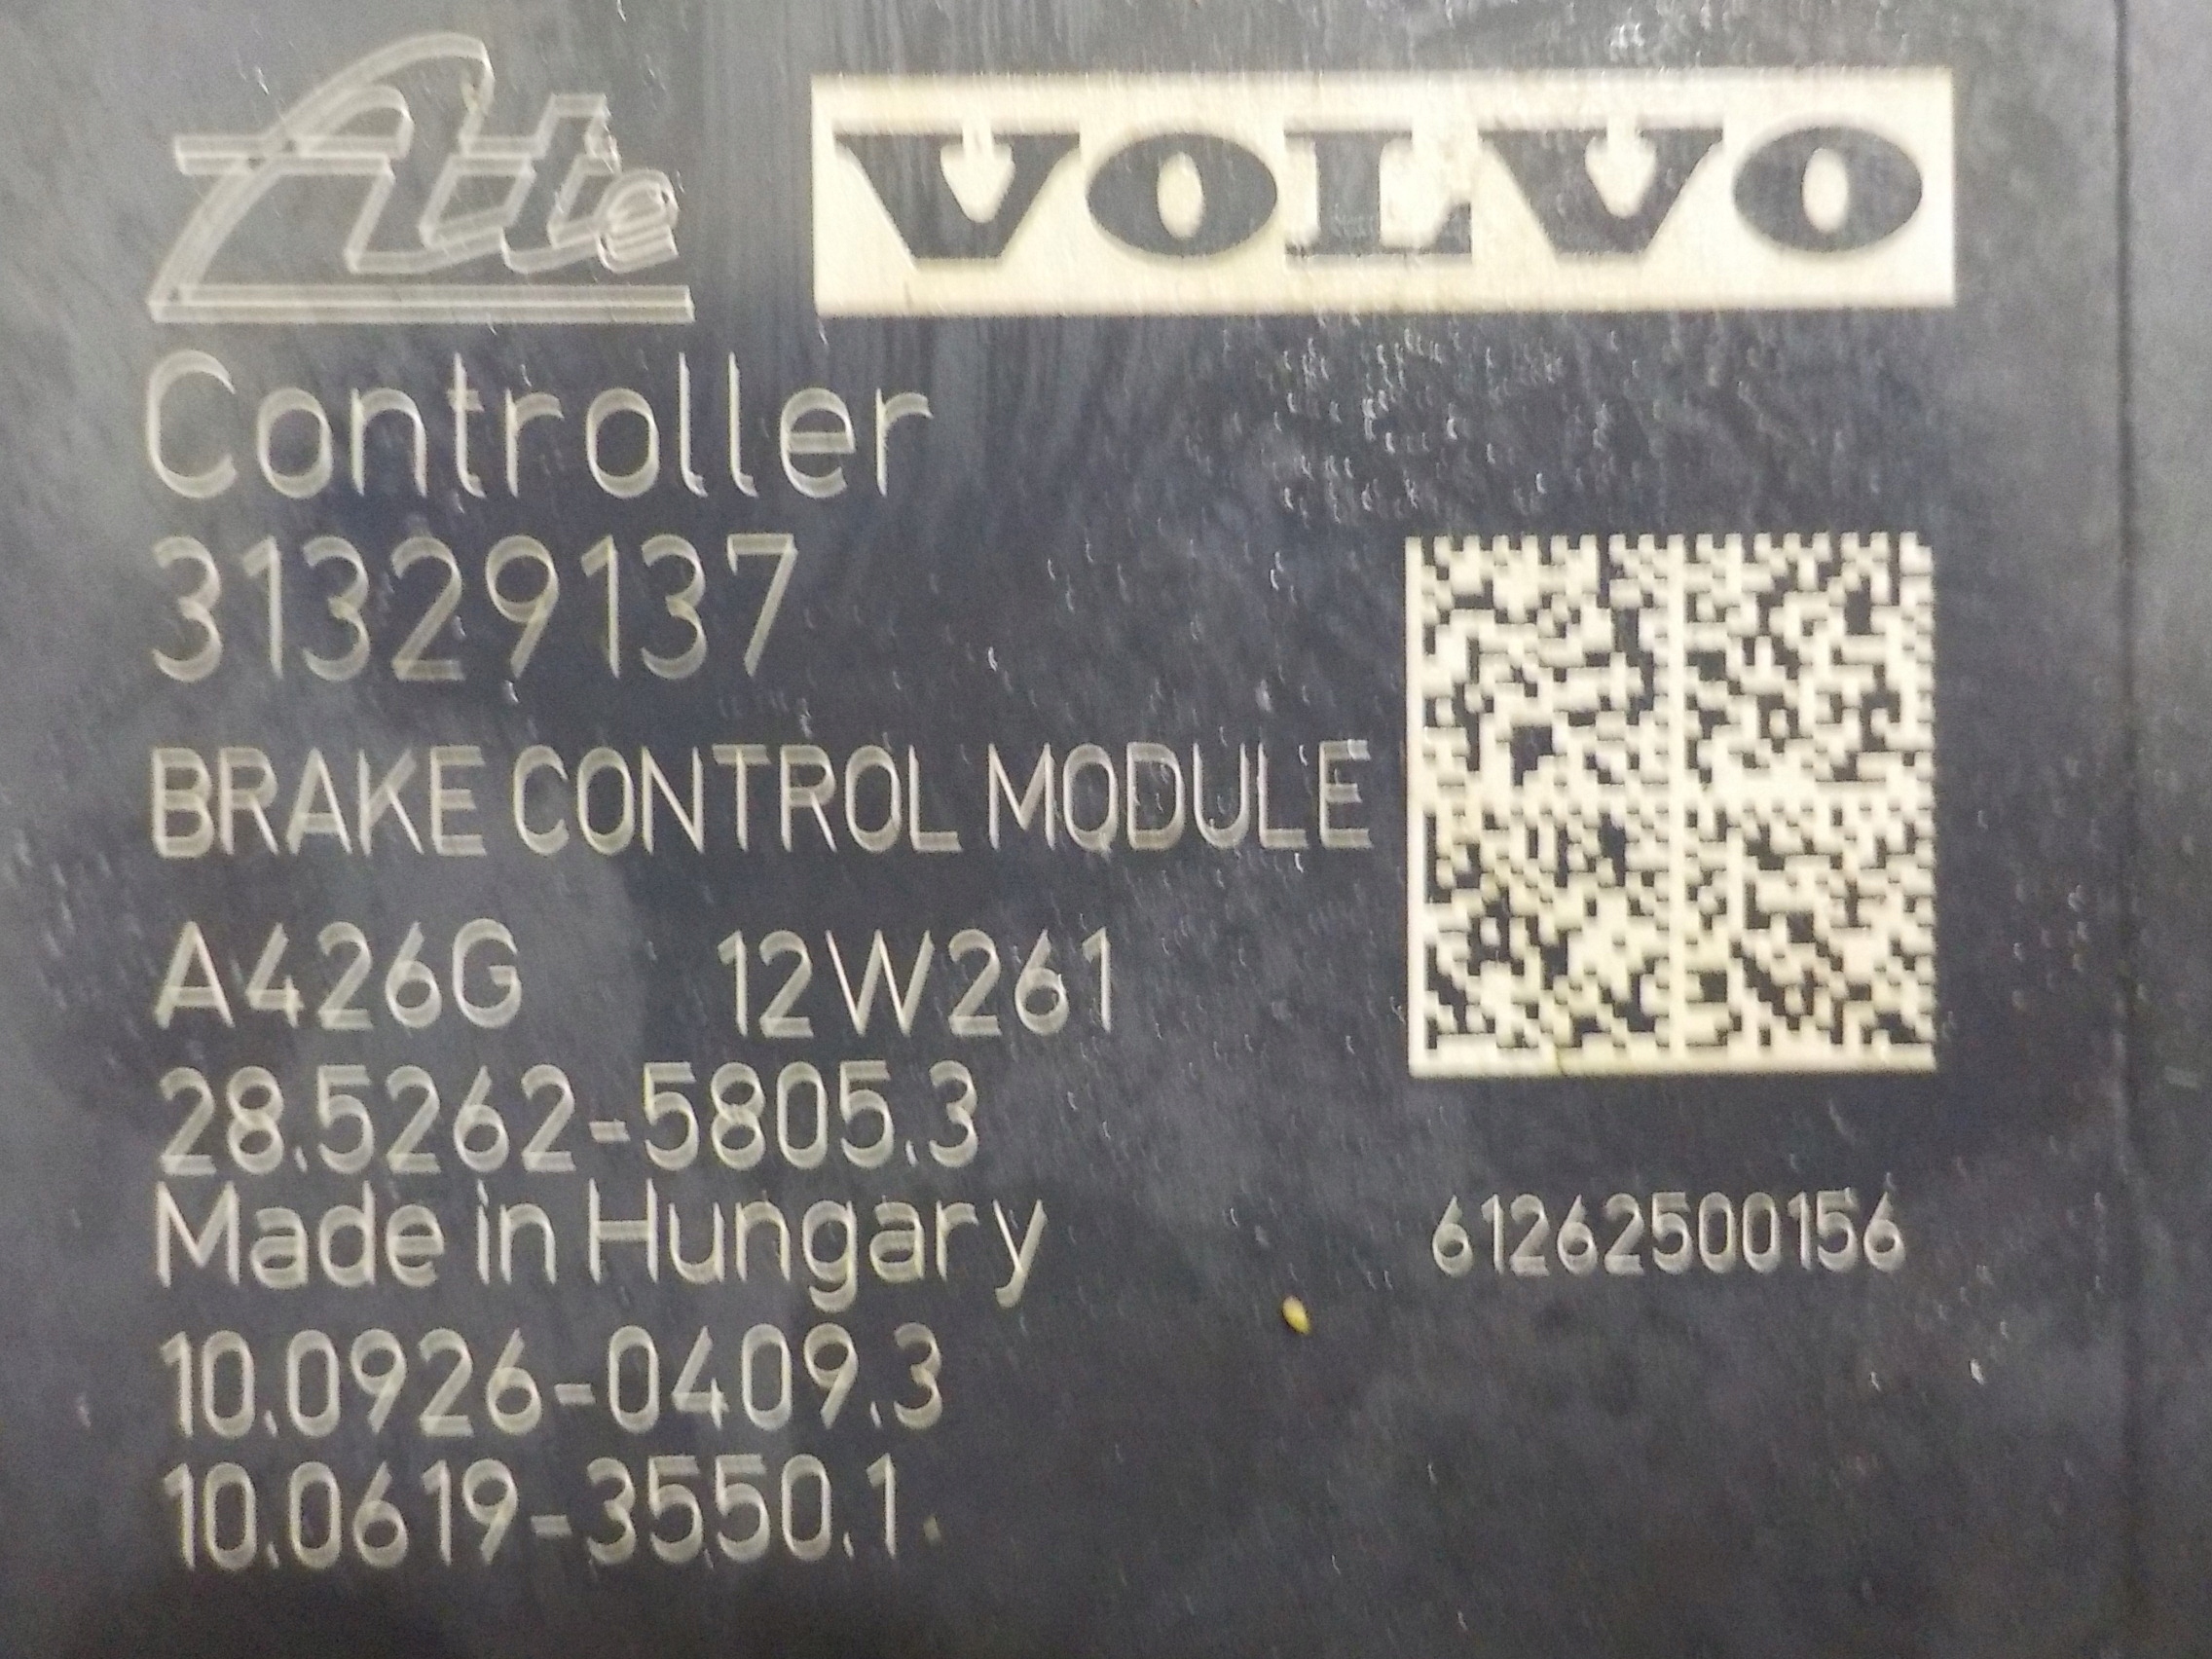 Ate VOLVO
Controller
31329137
BRAKE CONTROL MODULE
A426G 12W261
28.5262-5805.3
Made in Hungary
61262500156
10.0926-0409.3
10.0619-3550.1